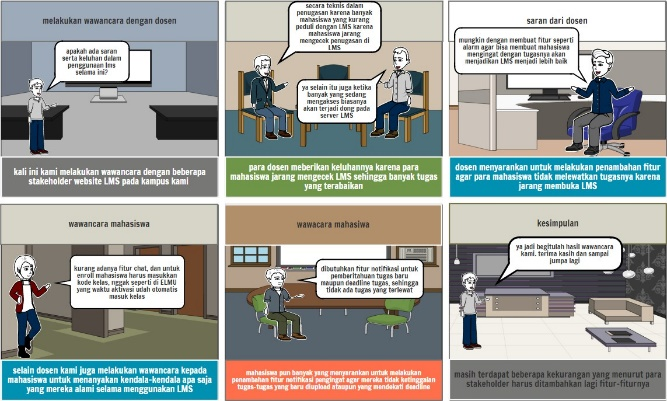 melakukan wawancara dengan dosen
apakah ada saran
serta keluhan dalam
penggunaan lms
selama ini?
kali ini kami melakukan wawancara dengan beberapa
stakeholder website LMS pada kampus kami
secara teknis dalam
penugasan karena banyak
mahasiswa yang kurang
peduli dengan LMS karena
mahasiswa jarang
mengecek penugasan di
LMS
ya selain itu juga ketika
banyak yang sedang
mengakses biasanya
akan terjadi dong pada
server LMS
para dosen meberikan keluhannya karena para
mahasiswa jarang mengecek LMS sehingga banyak tugas
yang terabaikan
saran dari dosen
mungkin dengan membuat fitur seperti
alarm agar bisa membuat mahasiswa
mengingat dengan tugasnya akan
menjadikan LMS menjadi lebih baik
dosen menyarankan untuk melakukan penambahan fitur
agar para mahasiswa tidak melewatkan tugasnya karena
jarang membuka LMS
wawancara mahasiswa
kurang adanya fitur chat, dan untuk
enroll mahasiswa harus masukkan
kode kelas, nggak seperti di ELMU
yang waktu aktivasi udah otomatis
masuk kelas
selain dosen kami juga melakukan wawancara kepada
mahasiswa untuk menanyakan kendala-kendala apa saja
yang mereka alami selama menggunakan LMS
wawacara mahasiwa
dibutuhkan fitur notifikasi untuk
pemberitahuan tugas baru
maupun deadline tugas, sehingga
tidak ada tugas yang terlewat
mahasiswa pun banyak yang menyarankan untuk melakukan
penambahan fitur notifikasi pengingat agar mereka tidak ketinggalan
tugas-tugas yang baru diupload ataupun yang mendekati deadline
kesimpulan
ya jadi begitulah hasil wawancara
kami. terima kasih dan sampai
jumpa lagi
masih terdapat beberapa kekurangan yang menurut para
stakeholder harus ditambahkan lagi fitur-fiturnya